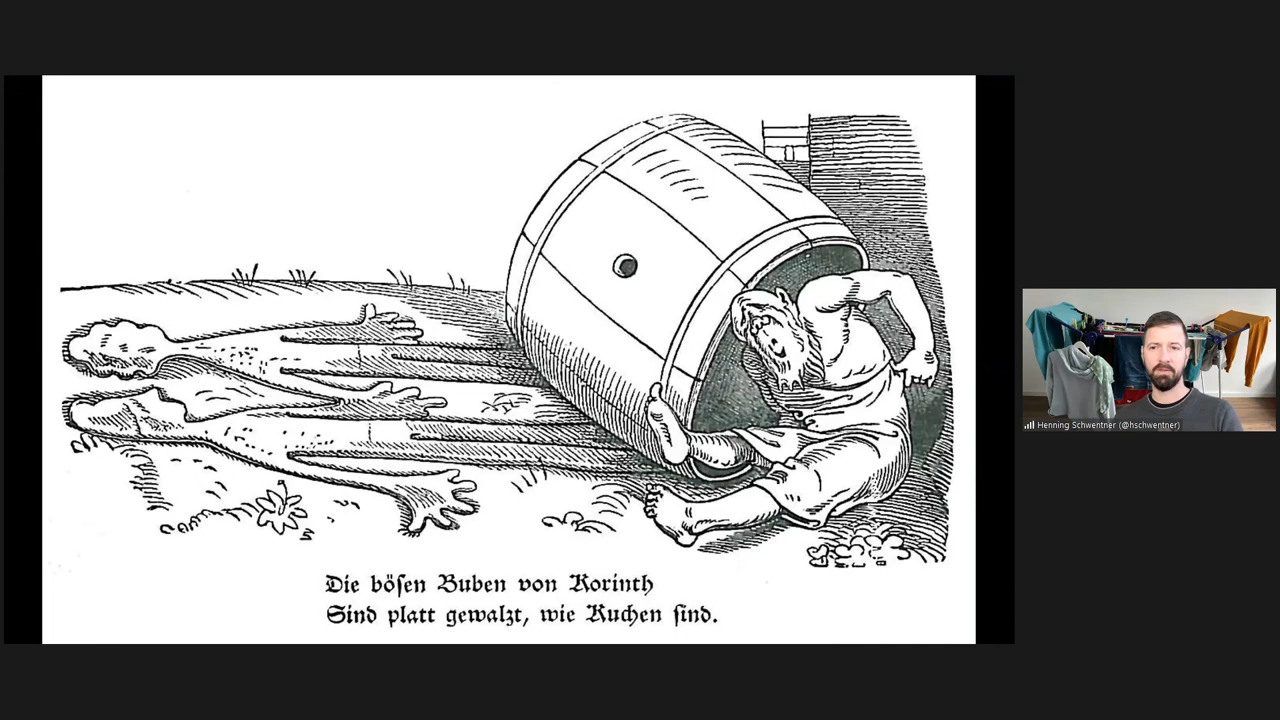 Die böſen Buben von Korinth
Sind platt gewalzt, wie Kuchen ſind.
Henning Schwentner (@hschwentner)